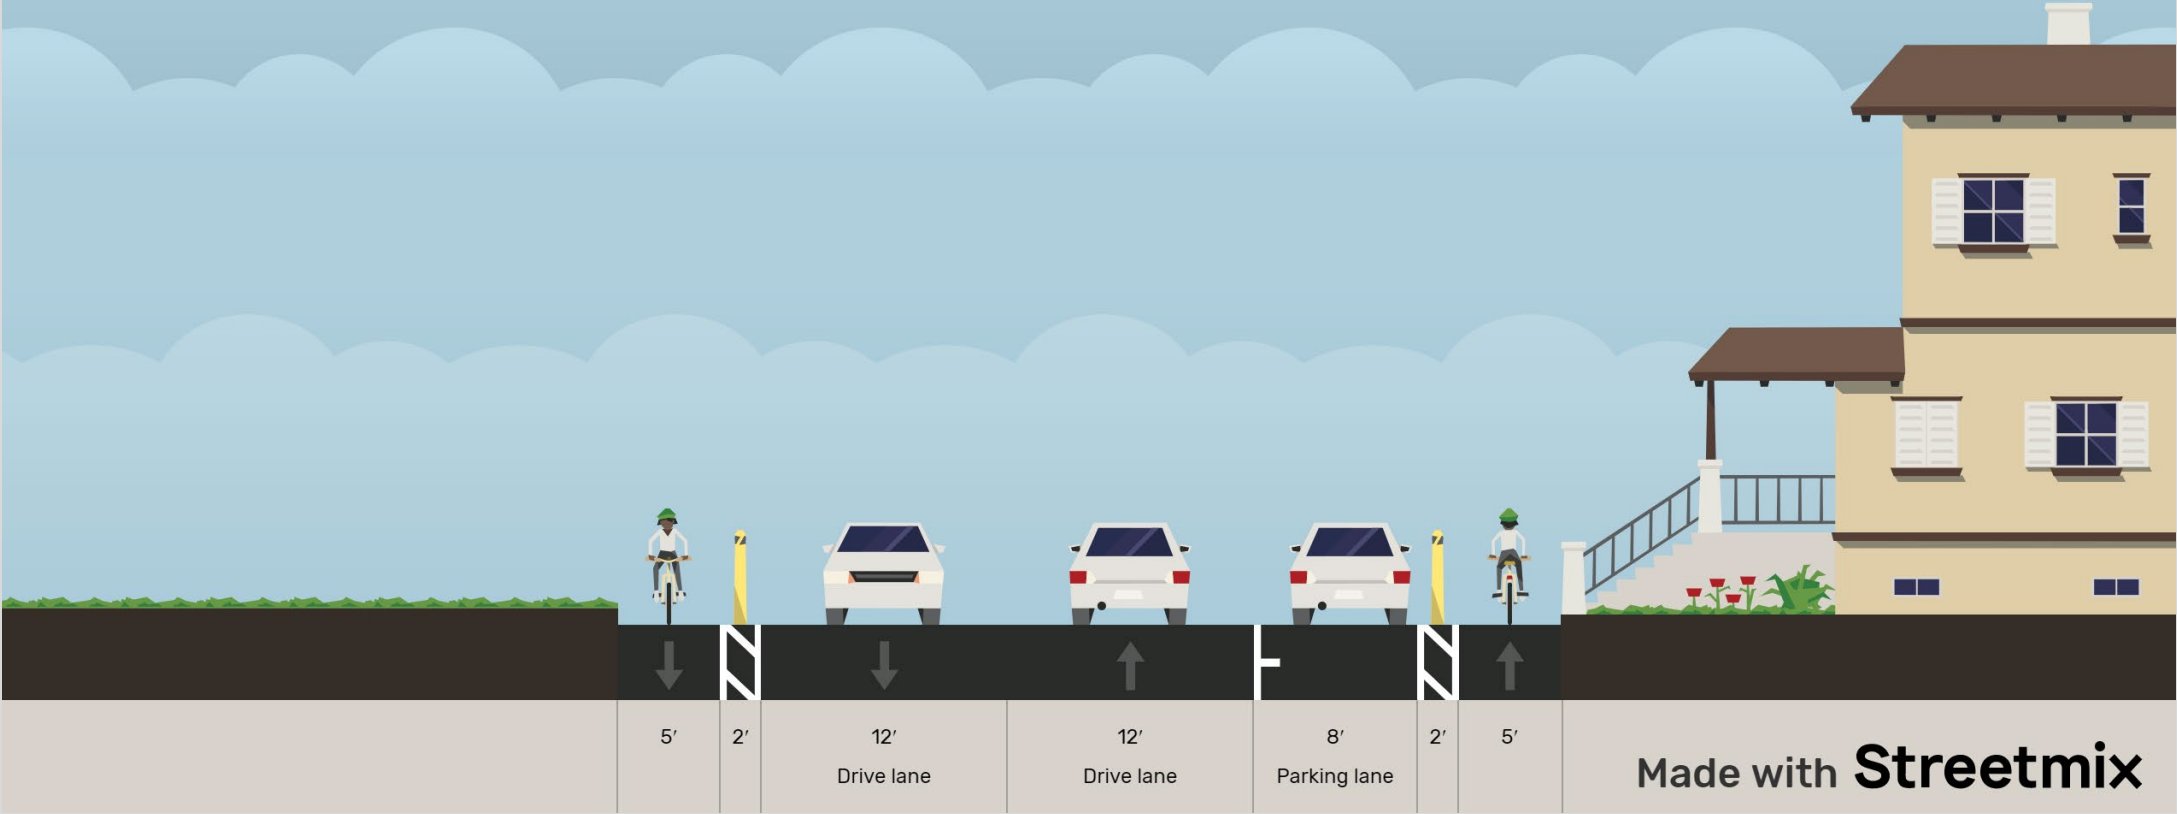 5′
2′
12′
12′
8′
2′
5′
Drive lane
Drive lane
Parking lane
Made with Streetmix